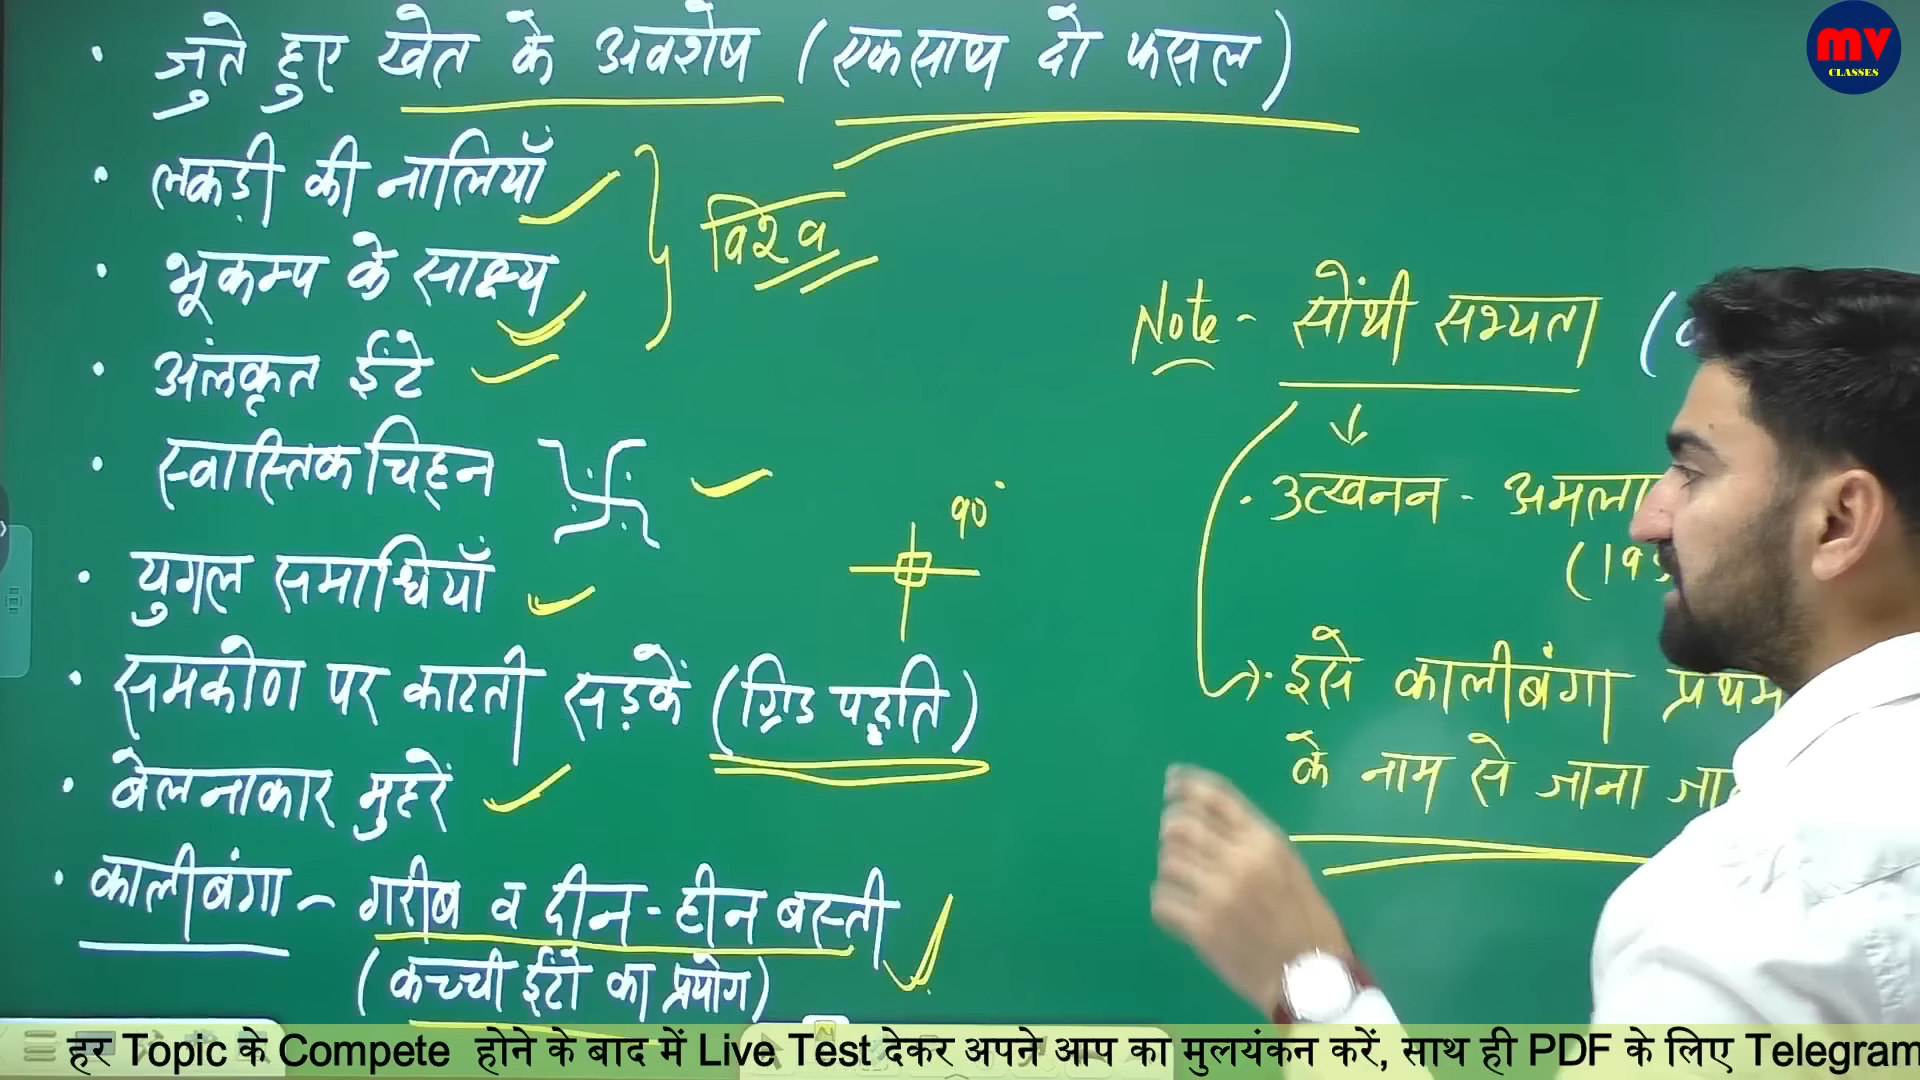 mv
CLASSES
• जुते हुए खेत के अवशेष (एकसाथ दो फसल)
• लकड़ी की नालियाँ
विश्व
• भूकम्प के साक्ष्य
• अंलकृत ईंटे
• स्वास्तिक चिह्न
• युगल समाधियाँ
90°
• समकोण पर काटती सड़कें (ग्रिड पद्धति)
• बेलनाकार मुहरें
• कालीबंगा - गरीब व दीन-हीन बस्ती
(कच्ची ईंटो का प्रयोग)
Note - सोंथी सभ्यता (
• उत्खनन - अमला
(19
• इसे कालीबंगा प्रथम
के नाम से जाना
हर Topic के Compete होने के बाद में Live Test देकर अपने आप का मुलयंकन करें, साथ ही PDF के लिए Telegram